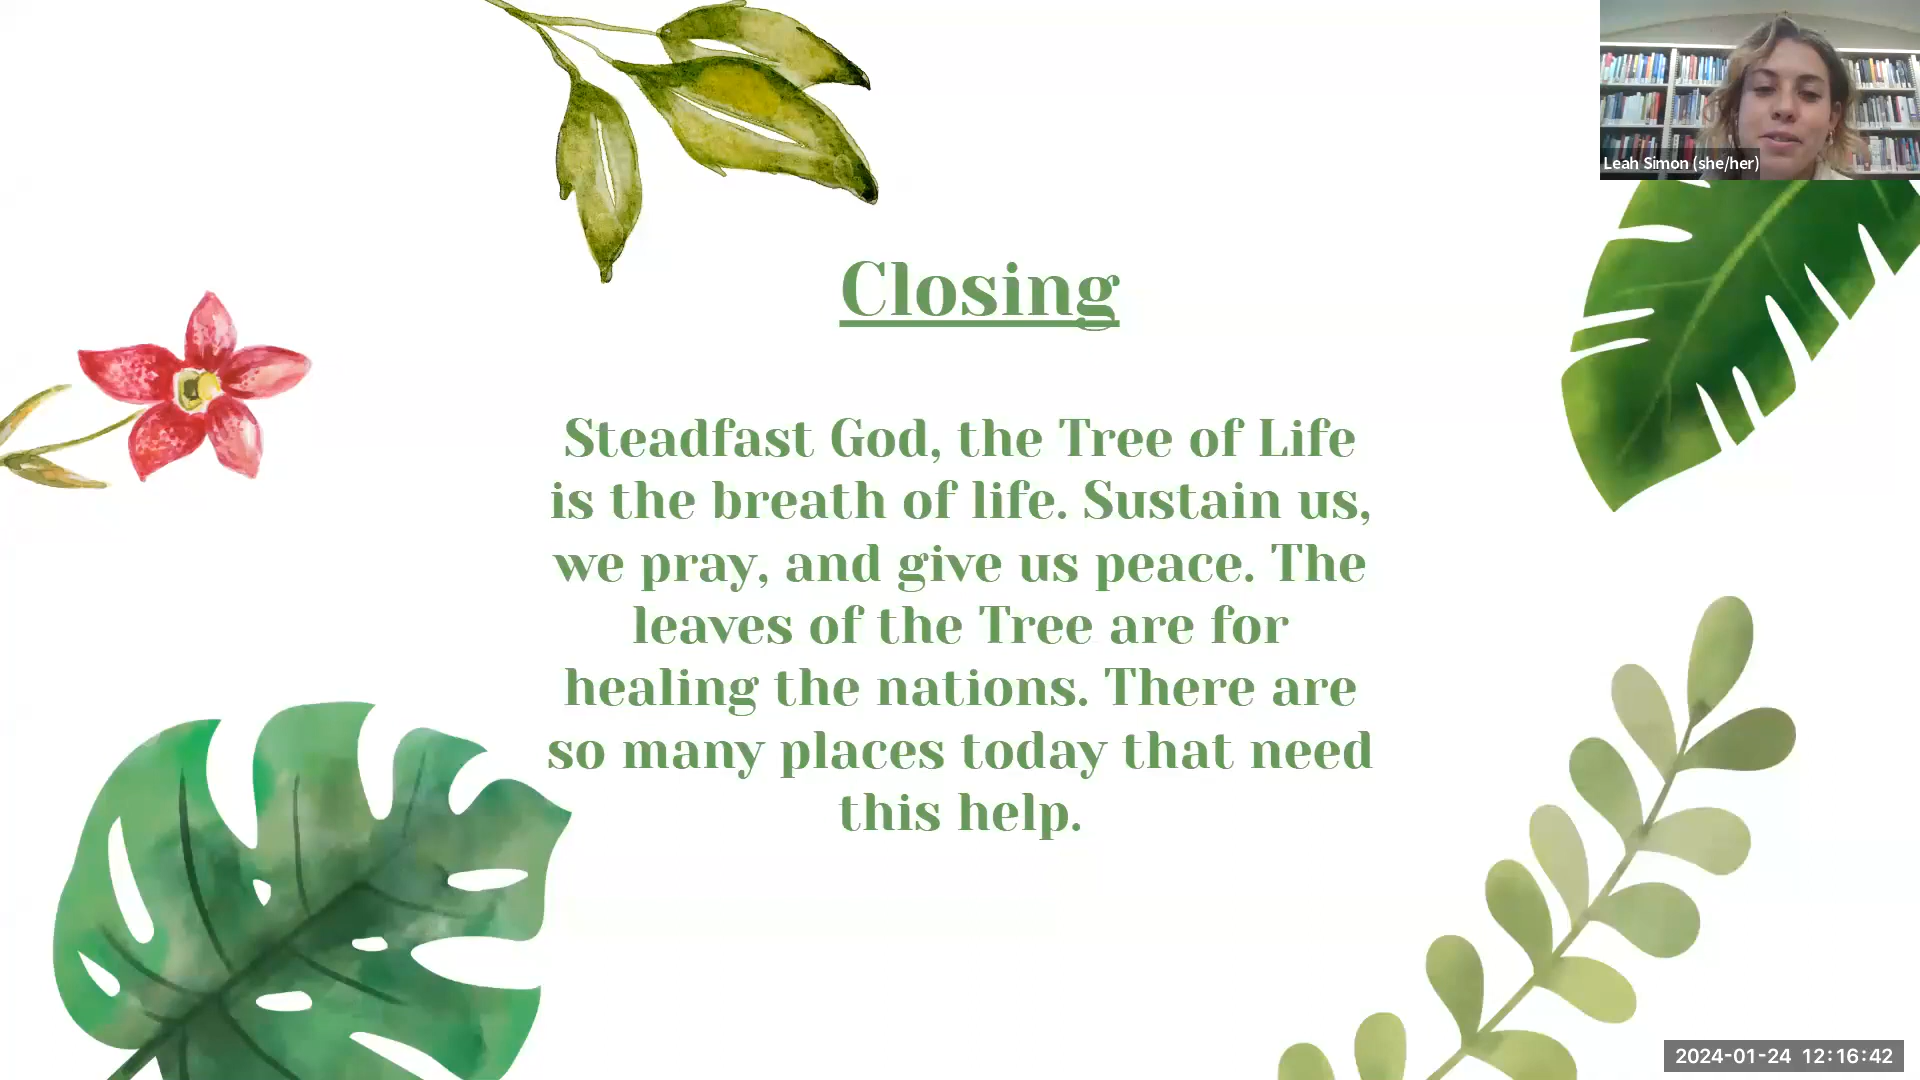 Leah Simon (she/her)
Closing
Steadfast God, the Tree of Life
is the breath of life. Sustain us,
we pray, and give us peace. The
leaves of the Tree are for
healing the nations. There are
so many places today that need
this help.
2024-01-24 12:16:42